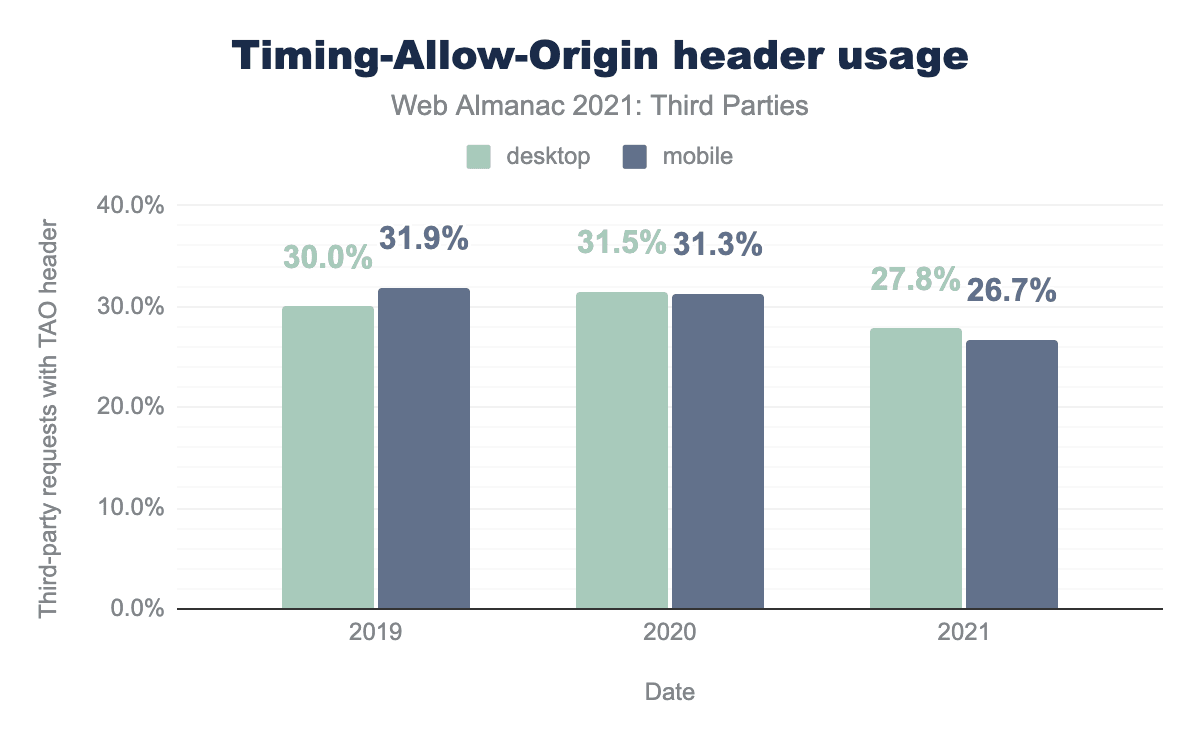 Timing-Allow-Origin header usage
Web Almanac 2021: Third Parties
desktop
mobile
Third-party requests with TAO header
40.0%
30.0%
20.0%
10.0%
0.0%
30.0%
31.9%
31.5%
31.3%
27.8%
26.7%
2019
2020
2021
Date